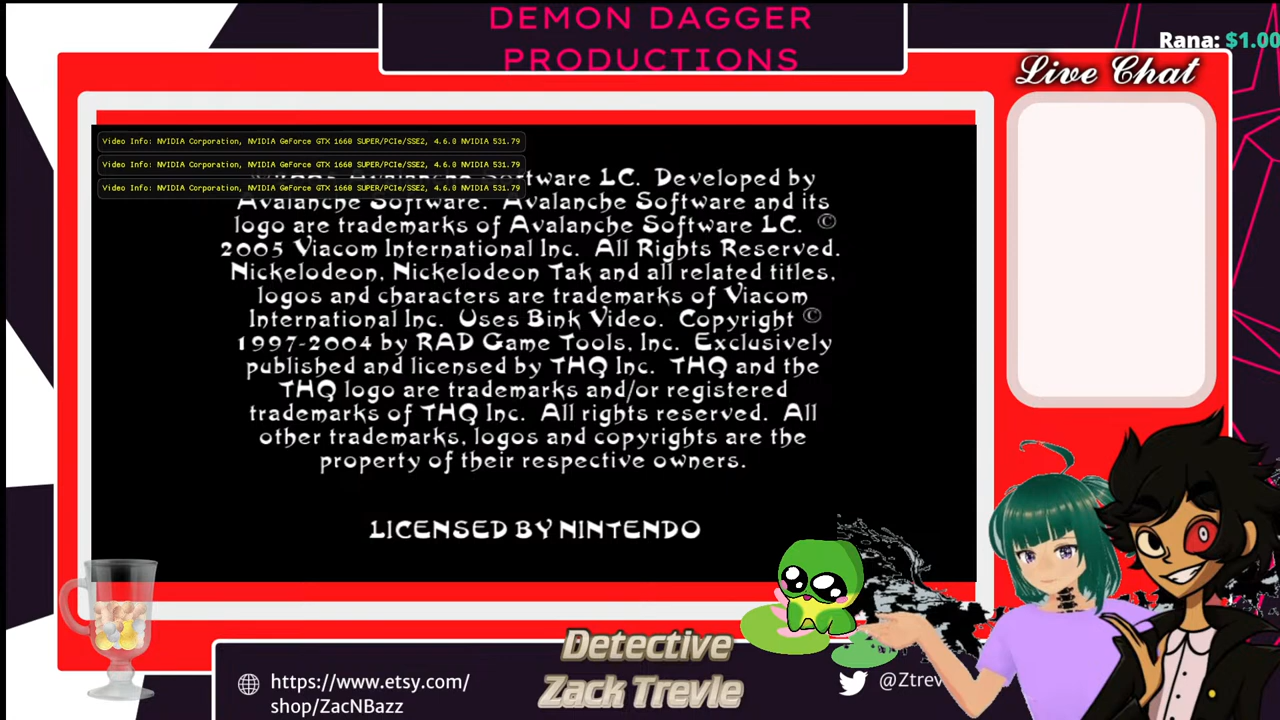 DEMON DAGGER
PRODUCTIONS
Rana: $1.00
Live Chat
Video Info: NVIDIA Corporation, NVIDIA GeForce GTX 1660 SUPER/PCIe/SSE2, 4.6.0 NVIDIA 531.79
Video Info: NVIDIA Corporation, NVIDIA GeForce GTX 1660 SUPER/PCIe/SSE2, 4.6.0 NVIDIA 531.79
Video Info: NVIDIA Corporation, NVIDIA GeForce GTX 1660 SUPER/PCIe/SSE2, 4.6.0 NVIDIA 531.79
Avalanche Software LC. Developed by
Avalanche Software. Avalanche Software and its
logo are trademarks of Avalanche Software LC. ©
2005 Viacom International Inc. All Rights Reserved.
Nickelodeon, Nickelodeon Tak and all related titles,
logos and characters are trademarks of Viacom
International Inc. Uses Bink Video. Copyright ©
1997-2004 by RAD Game Tools, Inc. Exclusively
published and licensed by THQ Inc. THQ and the
THQ logo are trademarks and/or registered
trademarks of THQ Inc. All rights reserved. All
other trademarks, logos and copyrights are the
property of their respective owners.
LICENSED BY NINTENDO
https://www.etsy.com/
shop/ZacNBazz
Detective
Zack Trevle
@Ztrev